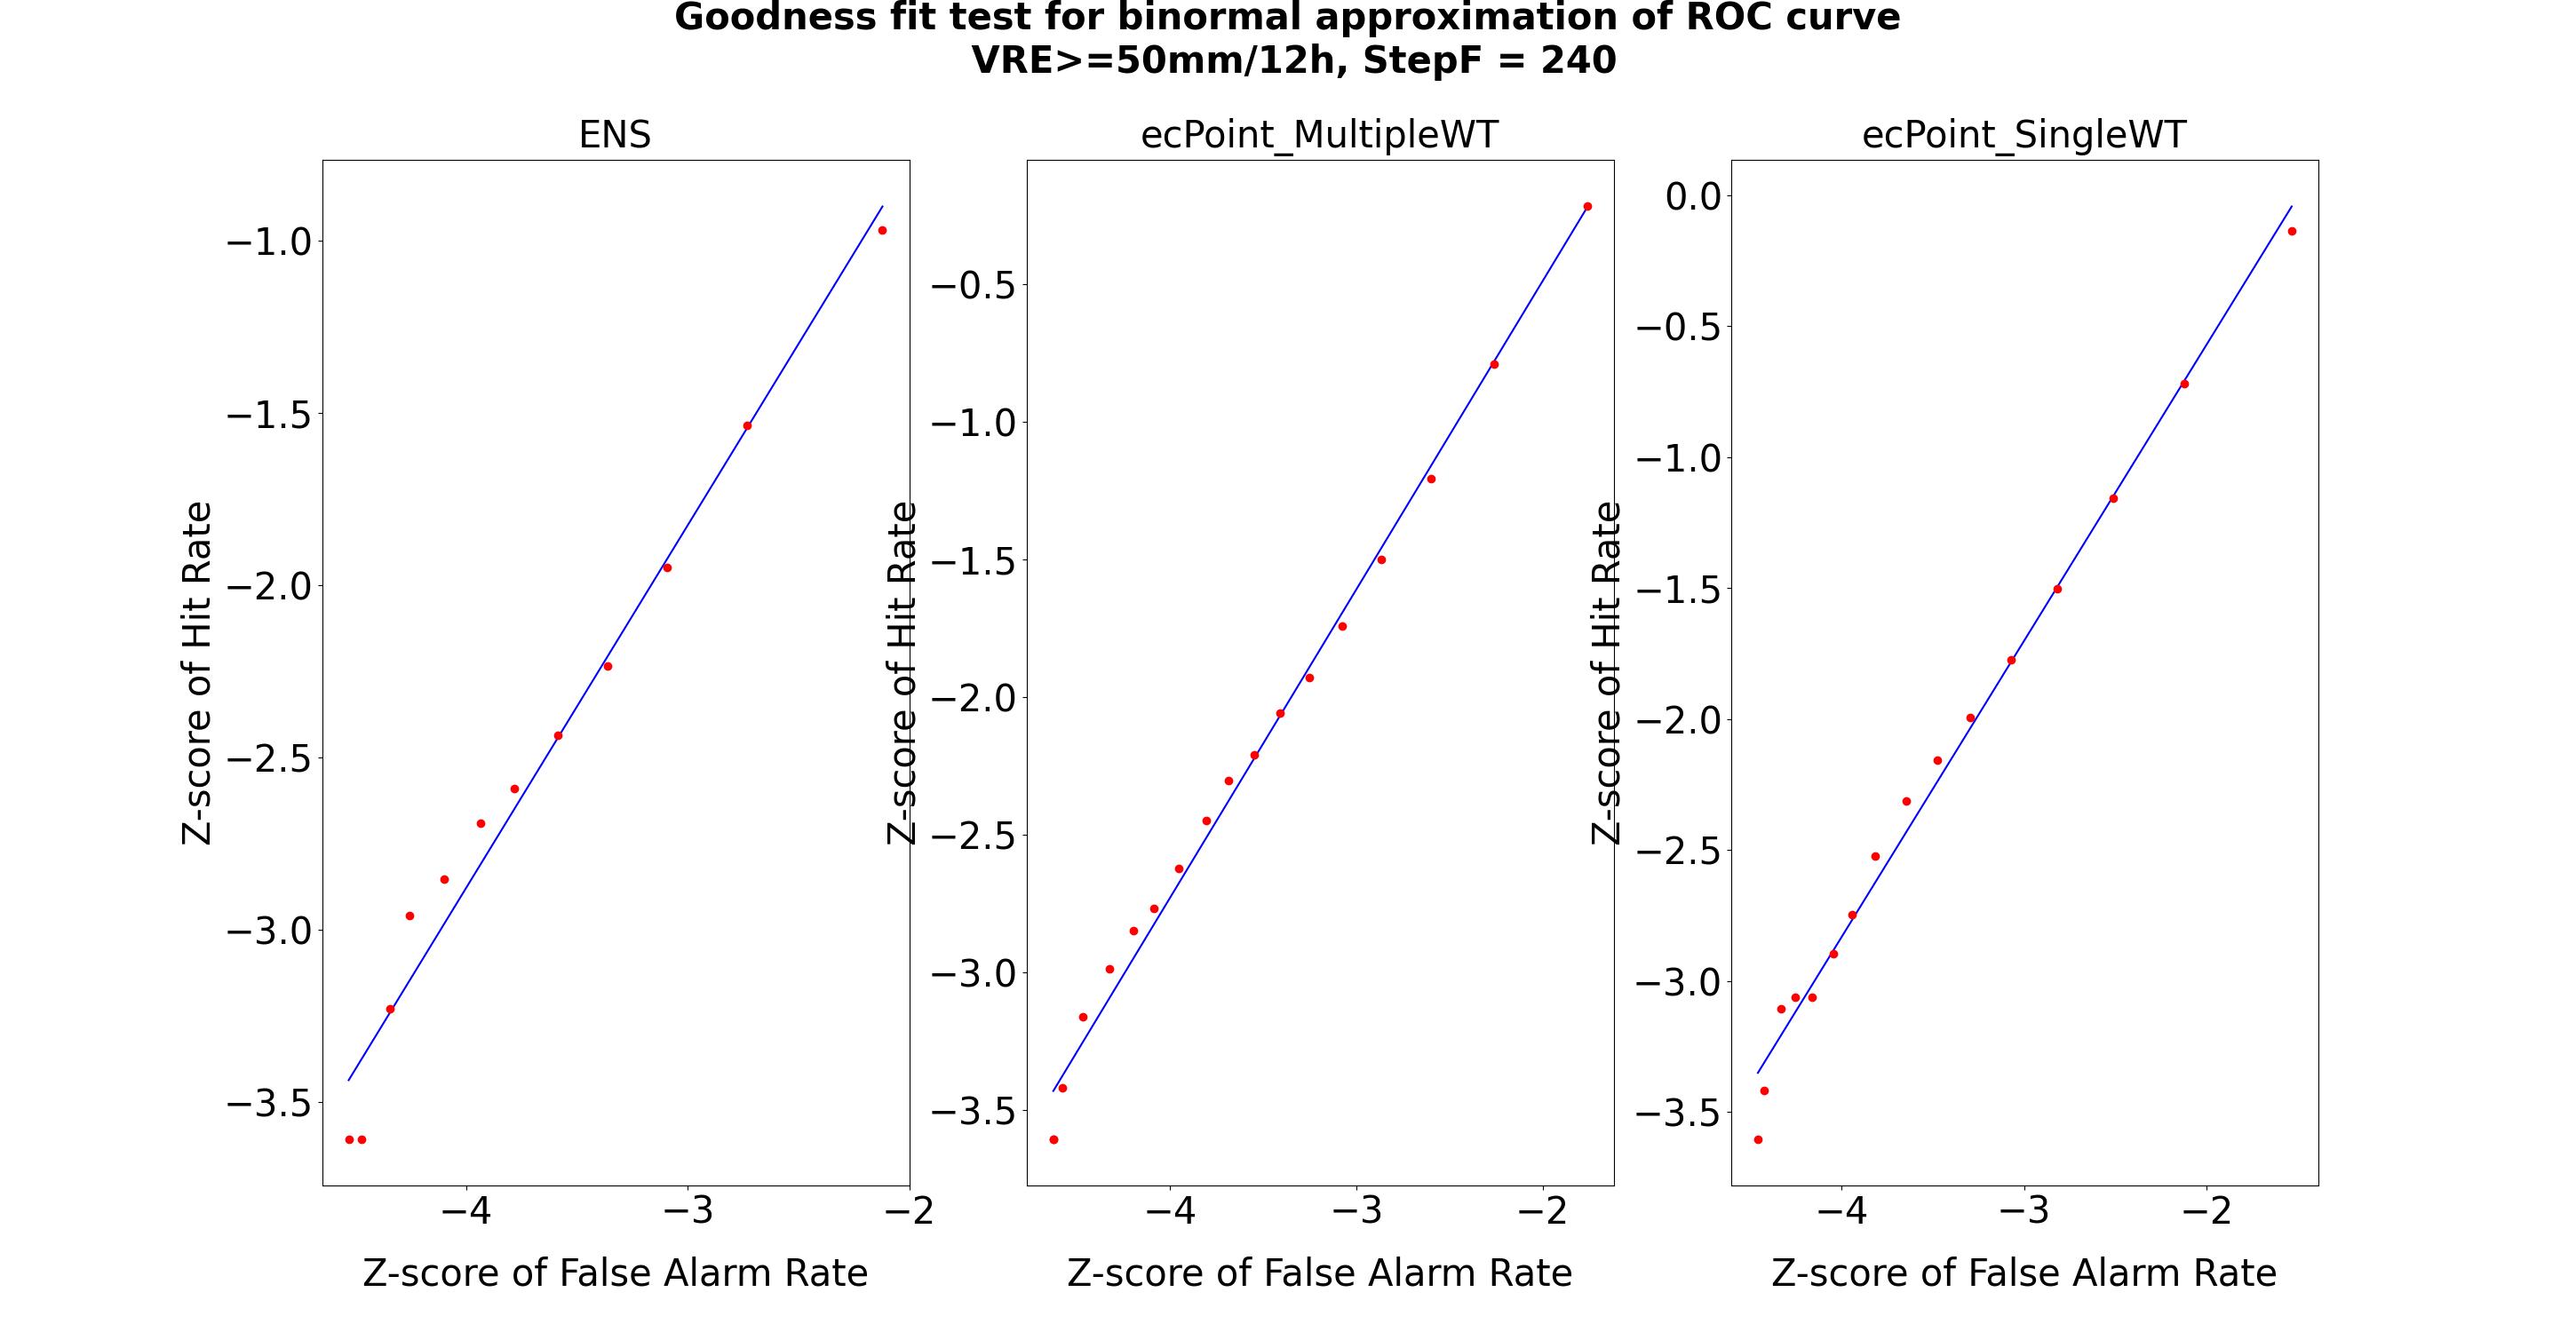 Goodness fit test for binormal approximation of ROC curve
VRE>=50mm/12h, StepF = 240
ENS
Z-score of Hit Rate
−1.0
−1.5
−2.0
−2.5
−3.0
−3.5
−4 −3 −2
Z-score of False Alarm Rate
ecPoint_MultipleWT
Z-score of Hit Rate
−0.5
−1.0
−1.5
−2.0
−2.5
−3.0
−3.5
−4 −3 −2
Z-score of False Alarm Rate
ecPoint_SingleWT
Z-score of Hit Rate
0.0
−0.5
−1.0
−1.5
−2.0
−2.5
−3.0
−3.5
−4 −3 −2
Z-score of False Alarm Rate